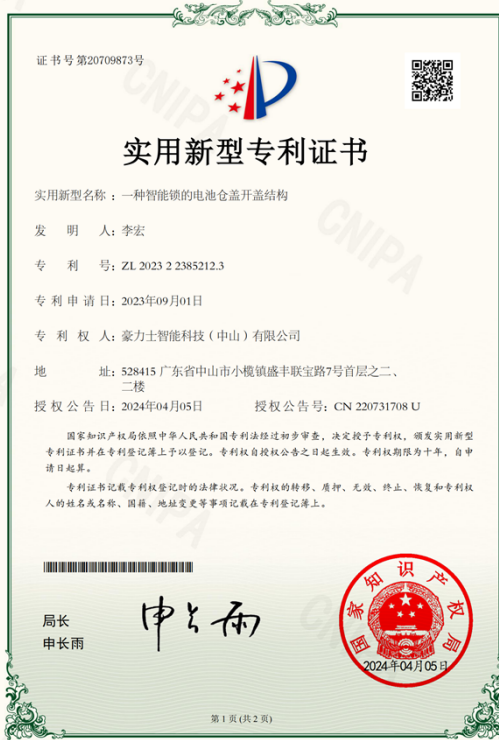 证书号第20709873号
实用新型专利证书
实用新型名称：一种智能锁的电池仓盖开盖结构
发明人：李宏
专利号：ZL 2023 2 2385212.3
专利申请日：2023年09月01日
专利权人：豪力士智能科技（中山）有限公司
地址：528415 广东省中山市小榄镇盛丰联宝路7号首层之二、
二楼
授权公告日：2024年04月05日 授权公告号：CN 220731708 U
国家知识产权局依照中华人民共和国专利法经过初步审查，决定授予专利权，颁发实用新型
专利证书并在专利登记簿上予以登记。专利权自授权公告之日起生效。专利权期限为十年，自申
请日起算。
专利证书记载专利权登记时的法律状况。专利权的转移、质押、无效、终止、恢复和专利权
人的姓名或名称、国籍、地址变更等事项记载在专利登记簿上。
局长
申长雨
申长雨
国家知识产权局
2024年04月05日
第1页(共2页)
CNIPA
CNIPA
CNIPA
CNIPA
CNIPA